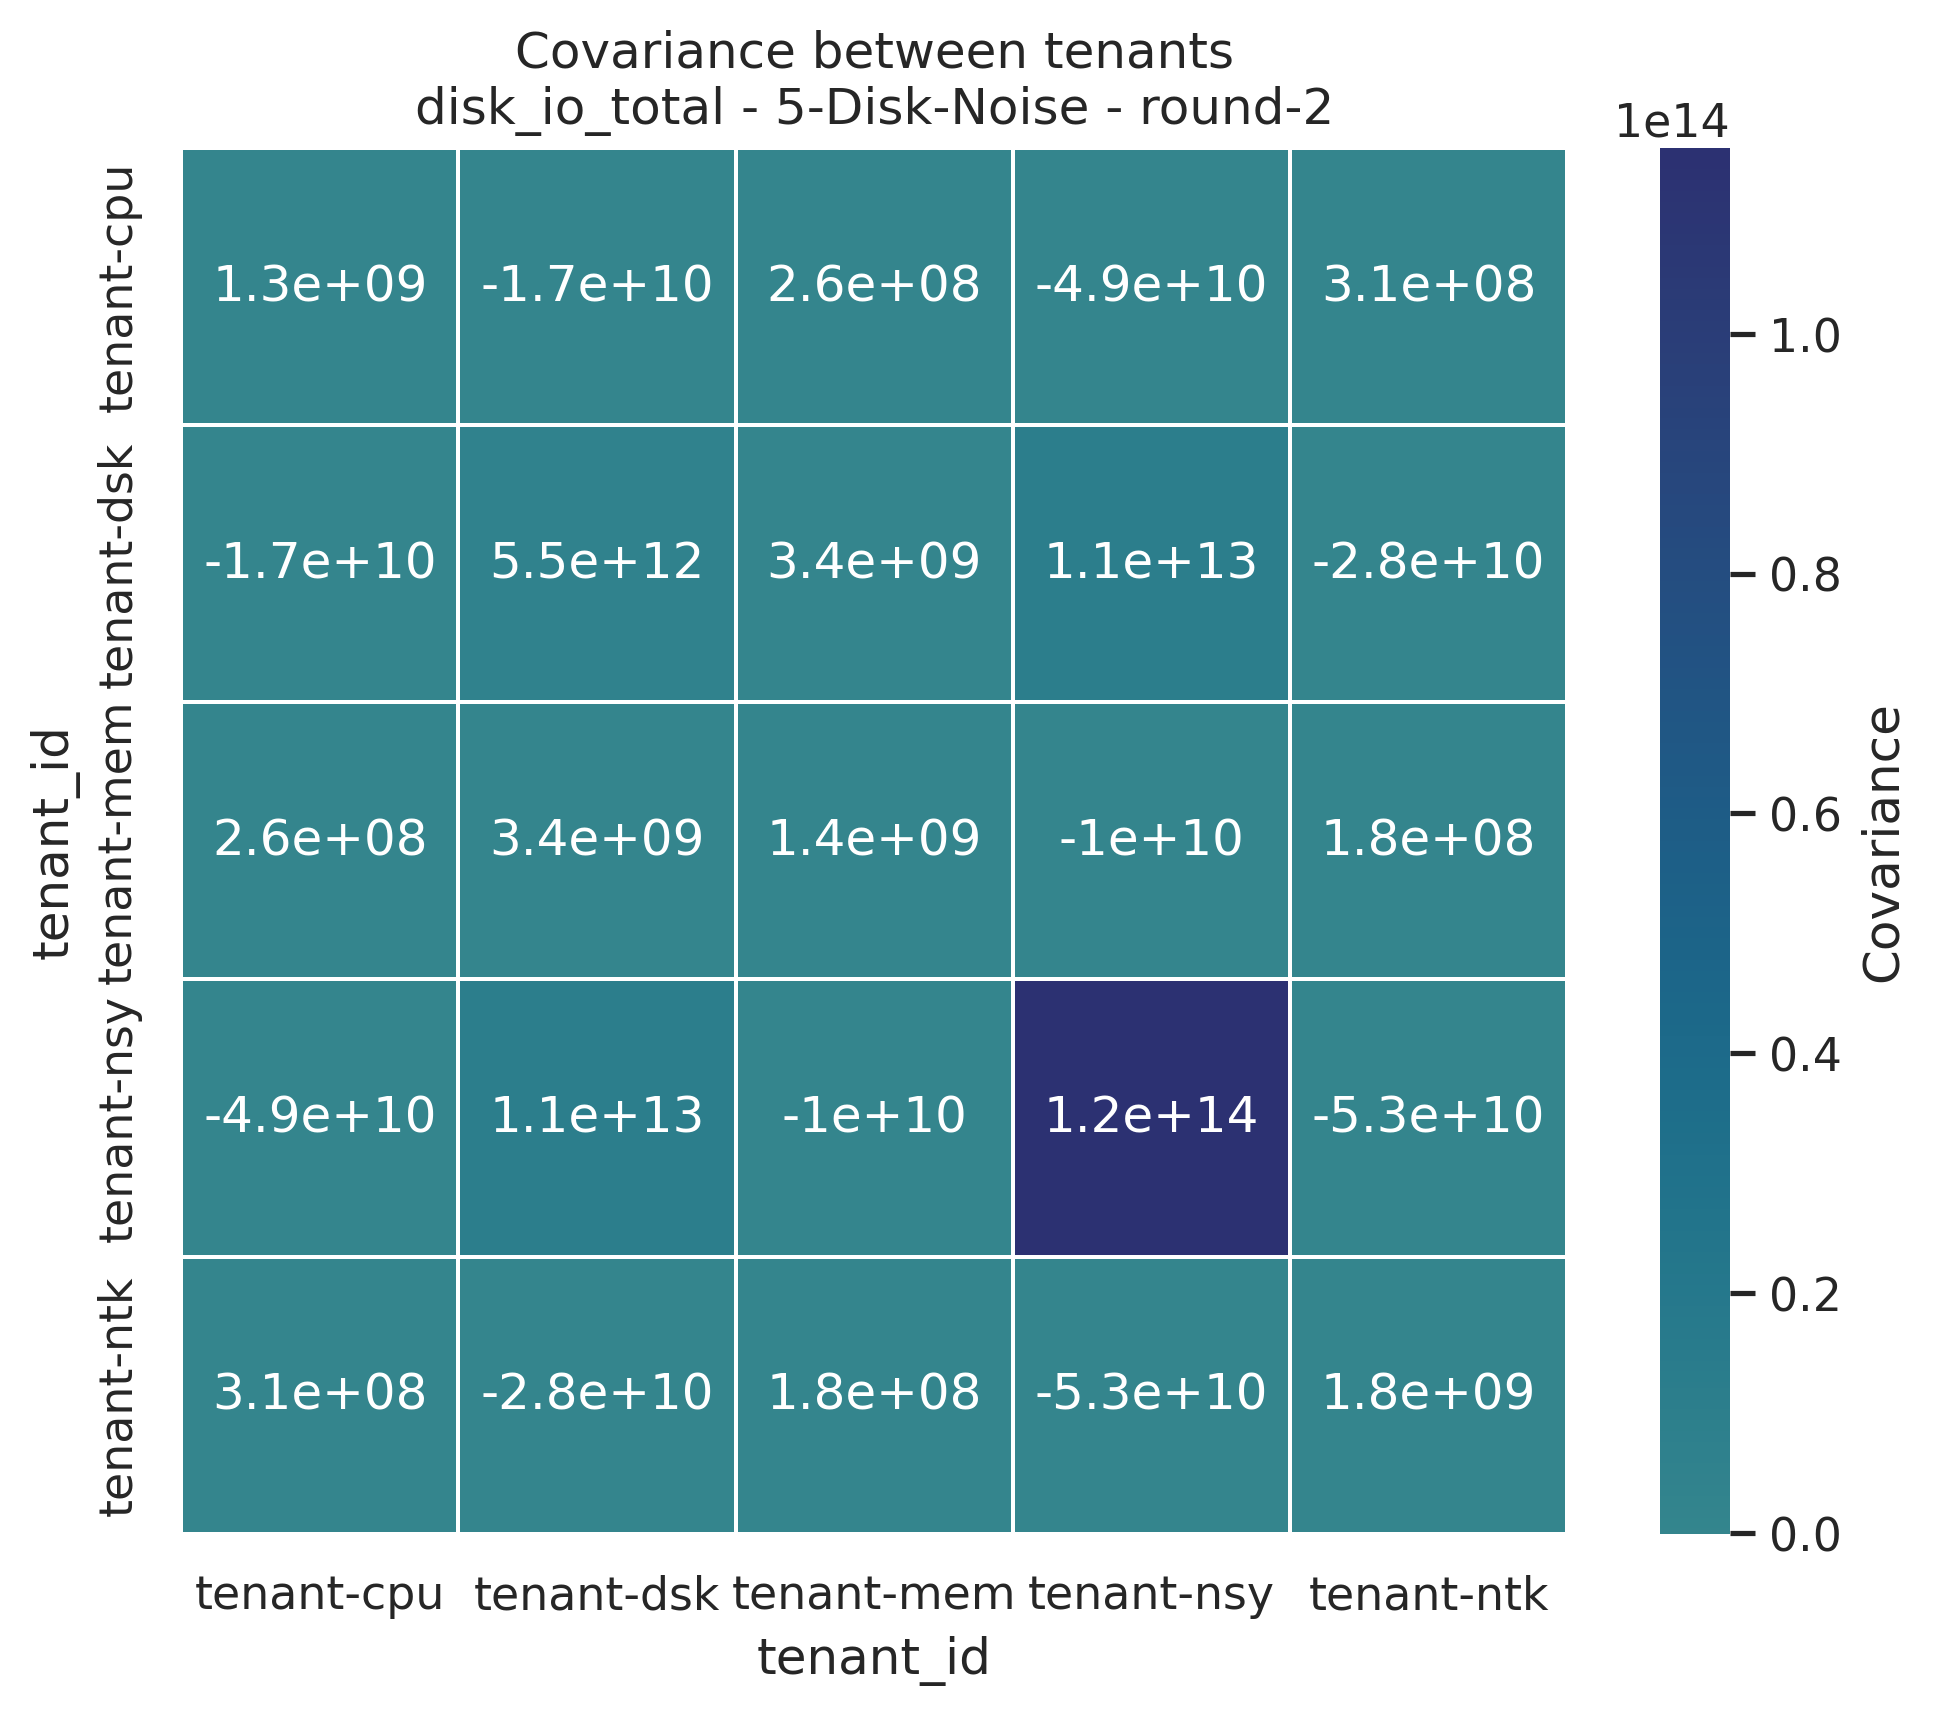 Covariance between tenants
disk_io_total - 5-Disk-Noise - round-2
1e14
tenant-cpu
1.3e+09 -1.7e+10 2.6e+08 -4.9e+10 3.1e+08
tenant-dsk
-1.7e+10 5.5e+12 3.4e+09 1.1e+13 -2.8e+10
tenant-mem
2.6e+08 3.4e+09 1.4e+09 -1e+10 1.8e+08
tenant-nsy
-4.9e+10 1.1e+13 -1e+10 1.2e+14 -5.3e+10
tenant-ntk
3.1e+08 -2.8e+10 1.8e+08 -5.3e+10 1.8e+09
tenant_id
tenant-cpu tenant-dsk tenant-mem tenant-nsy tenant-ntk
tenant_id
1.0
0.8
0.6
0.4
0.2
0.0
Covariance